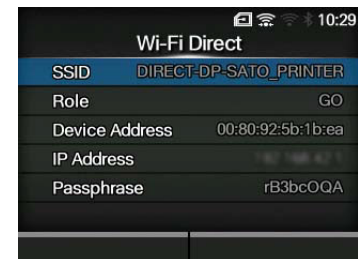 10:29
Wi-Fi Direct
SSID DIRECT-DP-SATO_PRINTER
Role GO
Device Address 00:80:92:5b:1b:ea
IP Address
Passphrase rB3bcOQA